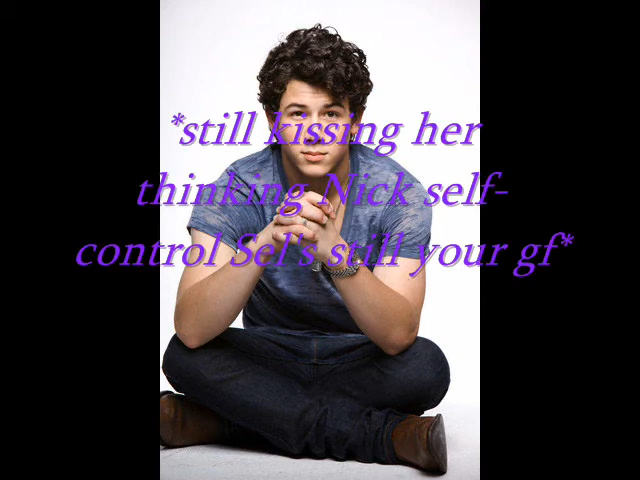 *still kissing her
thinking Nick self-
control Sel's still your gf*